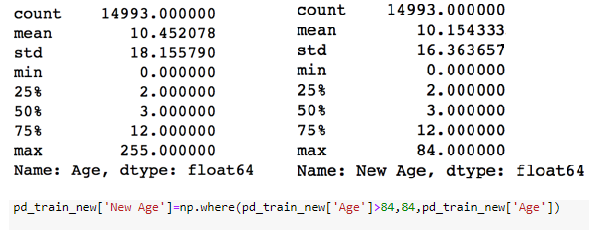 count 14993.000000
mean 10.452078
std 18.155790
min 0.000000
25% 2.000000
50% 3.000000
75% 12.000000
max 255.000000
Name: Age, dtype: float64
count 14993.000000
mean 10.154333
std 16.363657
min 0.000000
25% 2.000000
50% 3.000000
75% 12.000000
max 84.000000
Name: New Age, dtype: float64
pd_train_new['New Age']=np.where(pd_train_new['Age']>84,84,pd_train_new['Age'])